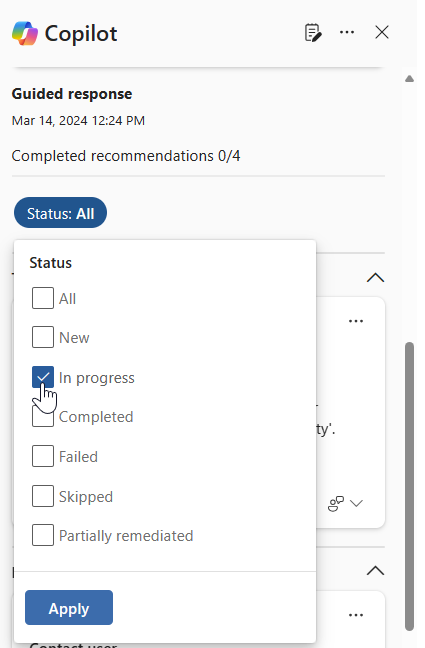 Copilot
Guided response
Mar 14, 2024 12:24 PM
Completed recommendations 0/4
Status: All
Status
All
New
In progress
ty'.
Completed
Failed
Skipped
Partially remediated
Apply
Contact user